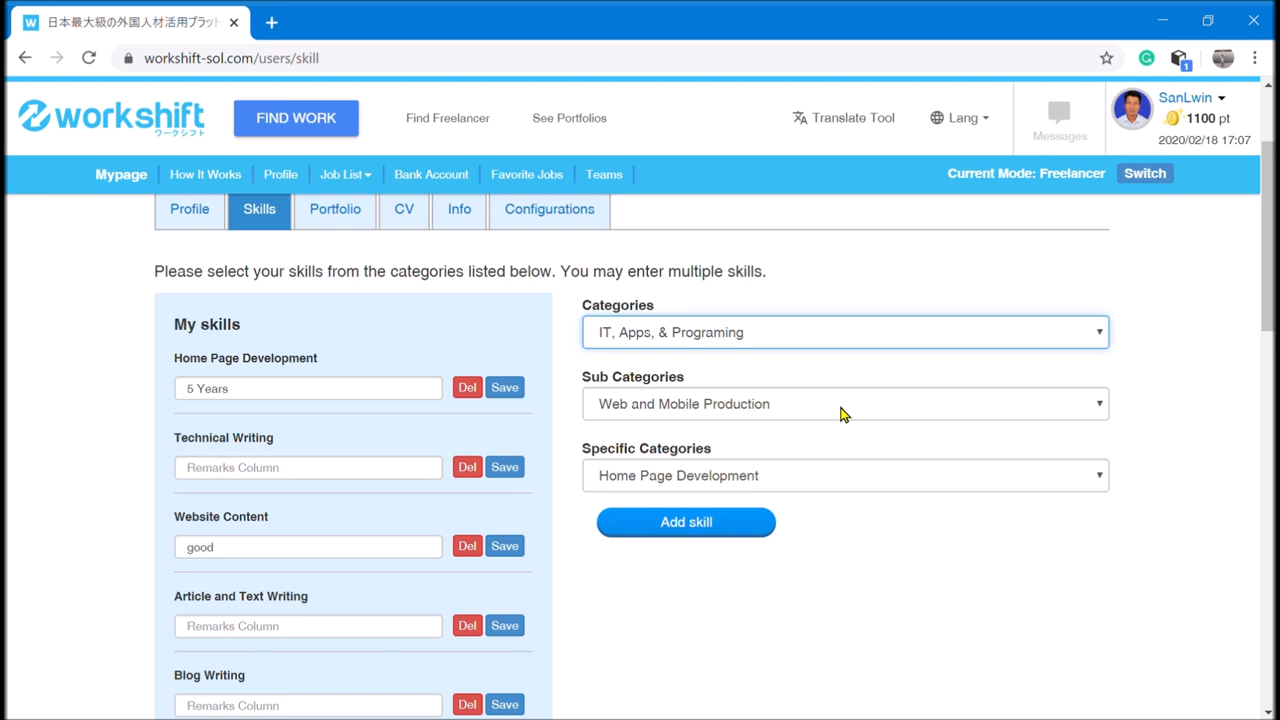 W 日本最大級の外国人材活用プラット
workshift-sol.com/users/skill
1
workshift
ワークシフト
FIND WORK
Find Freelancer
See Portfolios
Translate Tool
Lang
Messages
SanLwin
1100 pt
2020/02/18 17:07
Mypage
How It Works
Profile
Job List
Bank Account
Favorite Jobs
Teams
Current Mode: Freelancer
Switch
Profile
Skills
Portfolio
CV
Info
Configurations
Please select your skills from the categories listed below. You may enter multiple skills.
My skills
Home Page Development
5 Years
Del
Save
Technical Writing
Remarks Column
Del
Save
Website Content
good
Del
Save
Article and Text Writing
Remarks Column
Del
Save
Blog Writing
Remarks Column
Del
Save
Categories
IT, Apps, & Programing
Sub Categories
Web and Mobile Production
Specific Categories
Home Page Development
Add skill